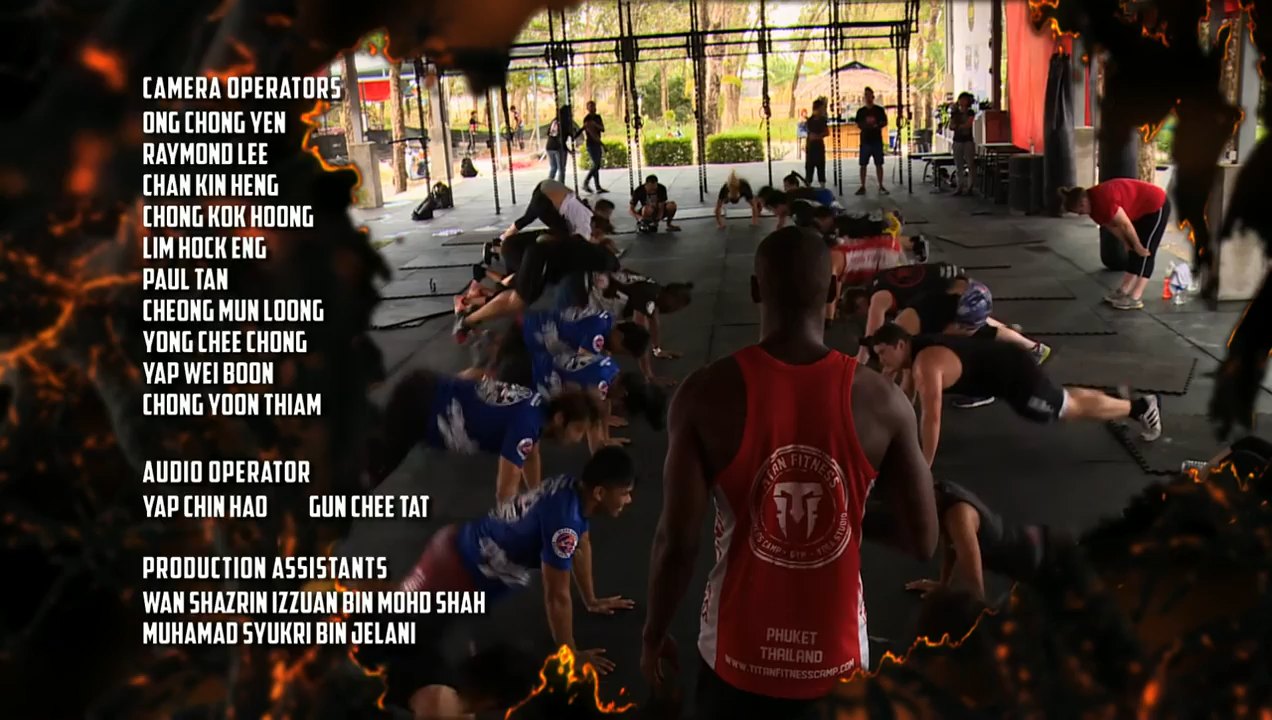 CAMERA OPERATORS
ONG CHONG YEN
RAYMOND LEE
CHAN KIN HENG
CHONG KOK HOONG
LIM HOCK ENG
PAUL TAN
CHEONG MUN LOONG
YONG CHEE CHONG
YAP WEI BOON
CHONG YOON THIAM
AUDIO OPERATOR
YAP CHIN HAO GUN CHEE TAT
PRODUCTION ASSISTANTS
WAN SHAZRIN IZZUAN BIN MOHD SHAH
MUHAMAD SYUKRI BIN JELANI
TITAN FITNESS
CAMP • GYM •
STUDIO
PHUKET
THAILAND
WWW.TITANFITNESSCAMP.COM